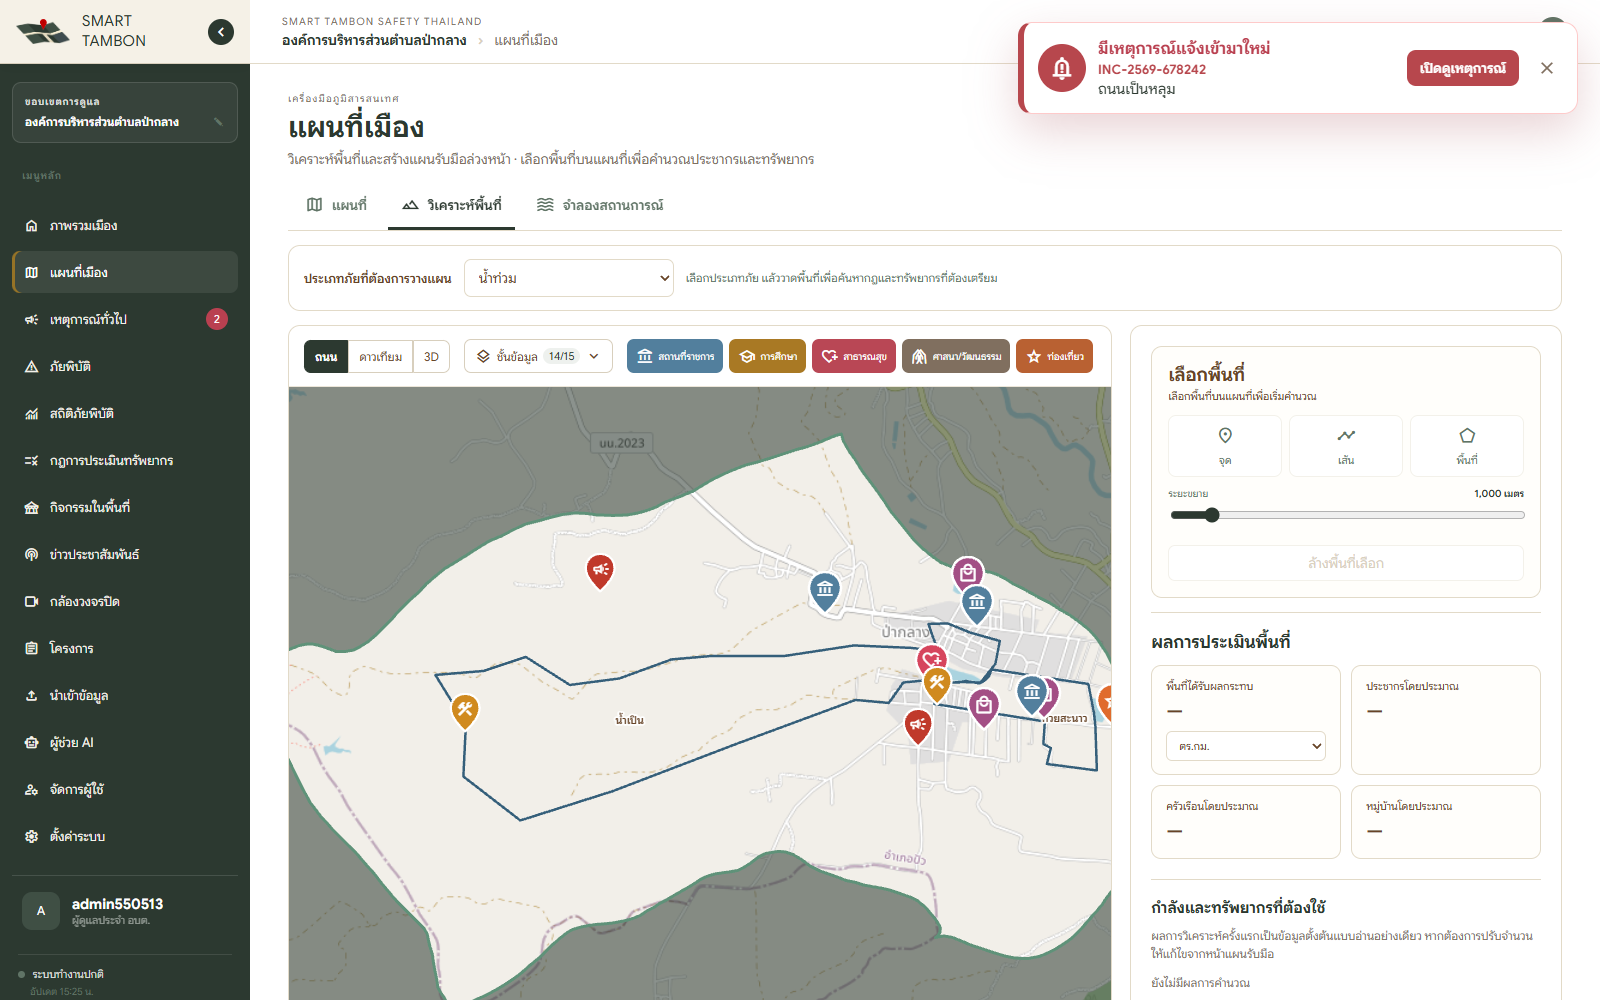 SMART
TAMBON
ขอบเขตการดูแล
องค์การบริหารส่วนตำบลป่ากลาง
เมนูหลัก
ภาพรวมเมือง
แผนที่เมือง
เหตุการณ์ทั่วไป
2
ภัยพิบัติ
สถิติภัยพิบัติ
กฎการประเมินทรัพยากร
กิจกรรมในพื้นที่
ข่าวประชาสัมพันธ์
กล้องวงจรปิด
โครงการ
นำเข้าข้อมูล
ผู้ช่วย AI
จัดการผู้ใช้
ตั้งค่าระบบ
A
admin550513
ผู้ดูแลประจำ อบต.
ระบบทำงานปกติ
อัปเดต 15:25 น.
SMART TAMBON SAFETY THAILAND
องค์การบริหารส่วนตำบลป่ากลาง › แผนที่เมือง
มีเหตุการณ์แจ้งเข้ามาใหม่
INC-2569-678242
ถนนเป็นหลุม
เปิดดูเหตุการณ์
เครื่องมือภูมิสารสนเทศ
แผนที่เมือง
วิเคราะห์พื้นที่และสร้างแผนรับมือล่วงหน้า · เลือกพื้นที่บนแผนที่เพื่อคำนวณประชากรและทรัพยากร
แผนที่
วิเคราะห์พื้นที่
จำลองสถานการณ์
ประเภทภัยที่ต้องการวางแผน
น้ำท่วม
เลือกประเภทภัย แล้ววาดพื้นที่เพื่อค้นหากฎและทรัพยากรที่ต้องเตรียม
ถนน
ดาวเทียม
3D
ชั้นข้อมูล 14/15
สถานที่ราชการ
การศึกษา
สาธารณสุข
ศาสนา/วัฒนธรรม
ท่องเที่ยว
นน.2023
ป่ากลาง
น้ำเปิน
วยสะนาว
อำเภอปัว
เลือกพื้นที่
เลือกพื้นที่บนแผนที่เพื่อเริ่มคำนวณ
จุด
เส้น
พื้นที่
ระยะขยาย
1,000 เมตร
ล้างพื้นที่เลือก
ผลการประเมินพื้นที่
พื้นที่ได้รับผลกระทบ
—
ตร.กม.
ประชากรโดยประมาณ
—
ครัวเรือนโดยประมาณ
—
หมู่บ้านโดยประมาณ
—
กำลังและทรัพยากรที่ต้องใช้
ผลการวิเคราะห์ครั้งแรกเป็นข้อมูลตั้งต้นแบบอ่านอย่างเดียว หากต้องการปรับจำนวน
ให้แก้ไขจากหน้าแผนรับมือ
ยังไม่มีผลการคำนวณ